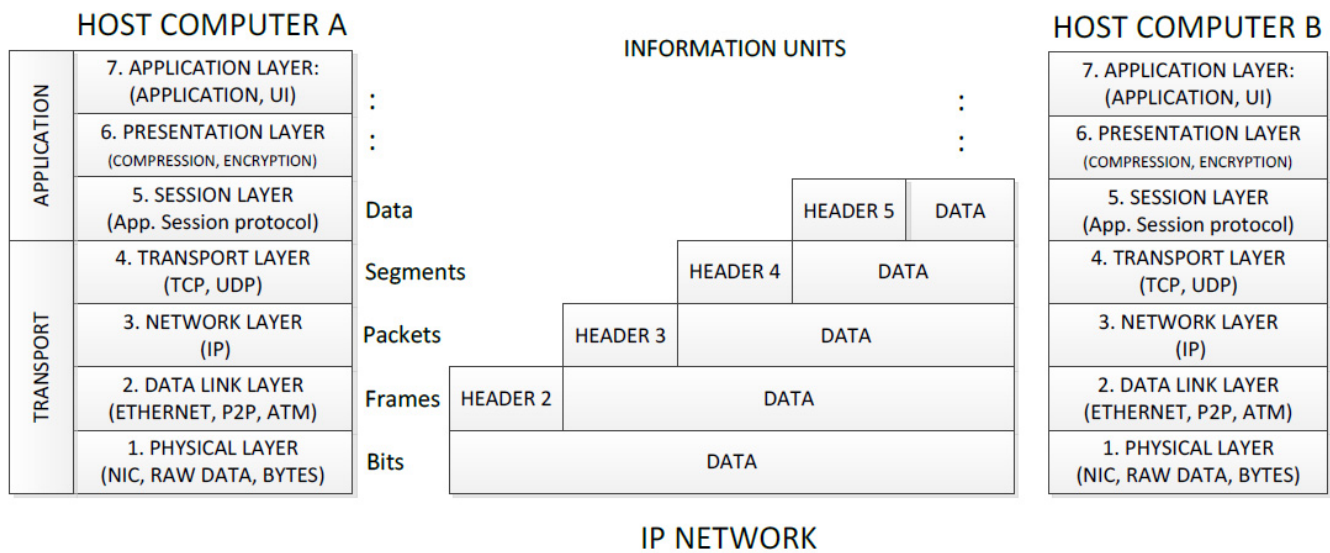 HOST COMPUTER A
INFORMATION UNITS
HOST COMPUTER B
APPLICATION
7. APPLICATION LAYER:
(APPLICATION, UI)
:
:
7. APPLICATION LAYER:
(APPLICATION, UI)
6. PRESENTATION LAYER
(COMPRESSION, ENCRYPTION)
:
:
6. PRESENTATION LAYER
(COMPRESSION, ENCRYPTION)
5. SESSION LAYER
(App. Session protocol)
Data
HEADER 5
DATA
5. SESSION LAYER
(App. Session protocol)
TRANSPORT
4. TRANSPORT LAYER
(TCP, UDP)
Segments
HEADER 4
DATA
4. TRANSPORT LAYER
(TCP, UDP)
3. NETWORK LAYER
(IP)
Packets
HEADER 3
DATA
3. NETWORK LAYER
(IP)
2. DATA LINK LAYER
(ETHERNET, P2P, ATM)
Frames
HEADER 2
DATA
2. DATA LINK LAYER
(ETHERNET, P2P, ATM)
1. PHYSICAL LAYER
(NIC, RAW DATA, BYTES)
Bits
DATA
1. PHYSICAL LAYER
(NIC, RAW DATA, BYTES)
IP NETWORK